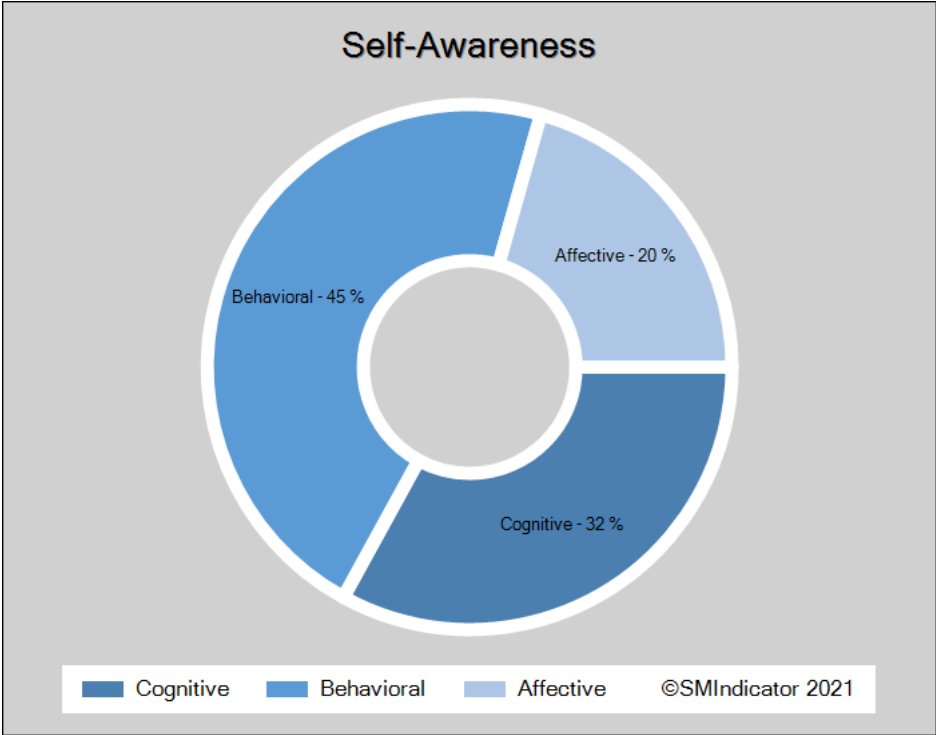 Self-Awareness
Affective - 20 %
Behavioral - 45 %
Cognitive - 32 %
Cognitive Behavioral Affective ©SMIndicator 2021